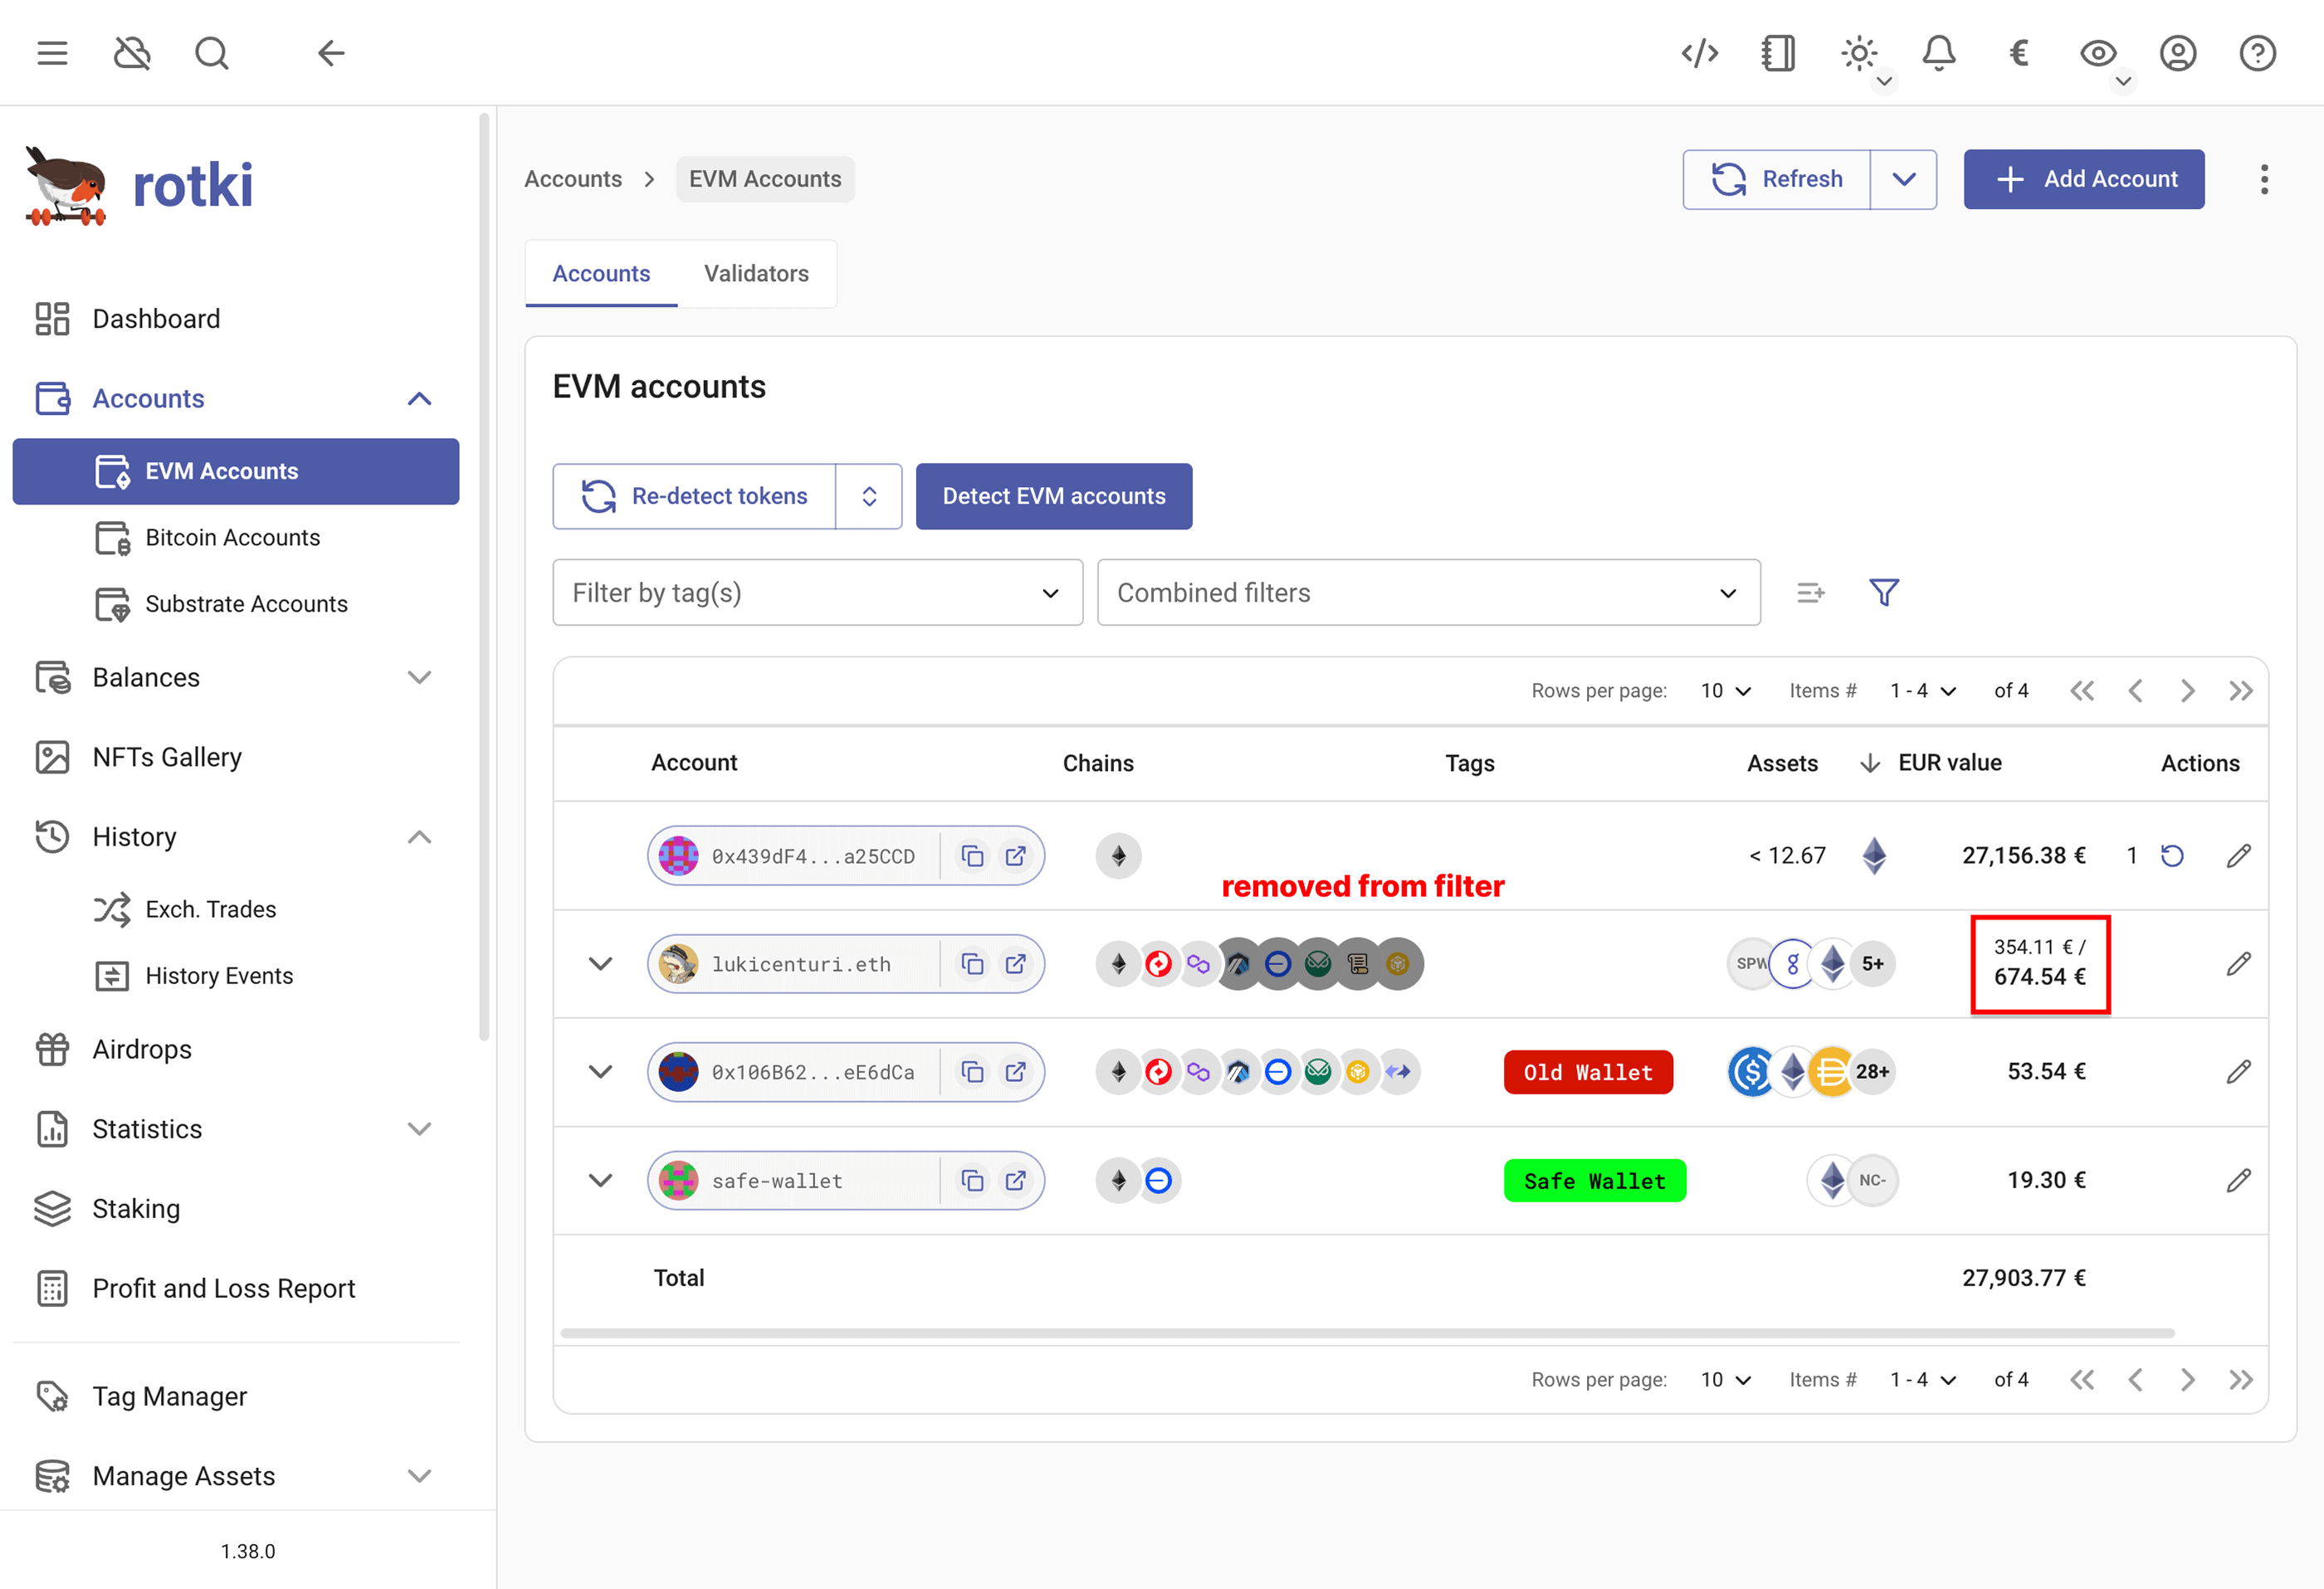 rotki
Dashboard
Accounts
EVM Accounts
Bitcoin Accounts
Substrate Accounts
Balances
NFTs Gallery
History
Exch. Trades
History Events
Airdrops
Statistics
Staking
Profit and Loss Report
Tag Manager
Manage Assets
1.38.0
Accounts > EVM Accounts
Refresh
Add Account
Accounts Validators
EVM accounts
Re-detect tokens
Detect EVM accounts
Filter by tag(s)
Combined filters
Rows per page: 10 Items # 1 - 4 of 4
Account Chains Tags Assets EUR value Actions
0x439dF4...a25CCD < 12.67 27,156.38 € 1
removed from filter
lukicenturi.eth SPW 5+ 354.11 € /
674.54 €
0x106B62...eE6dCa Old Wallet 28+ 53.54 €
safe-wallet Safe Wallet NC- 19.30 €
Total 27,903.77 €
Rows per page: 10 Items # 1 - 4 of 4